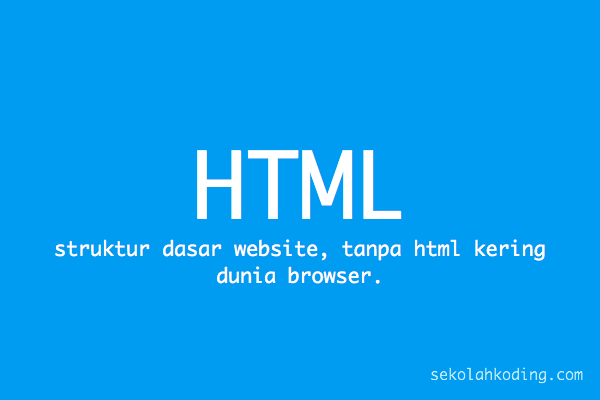 HTML
struktur dasar website, tanpa html kering
dunia browser.
sekolahkoding.com